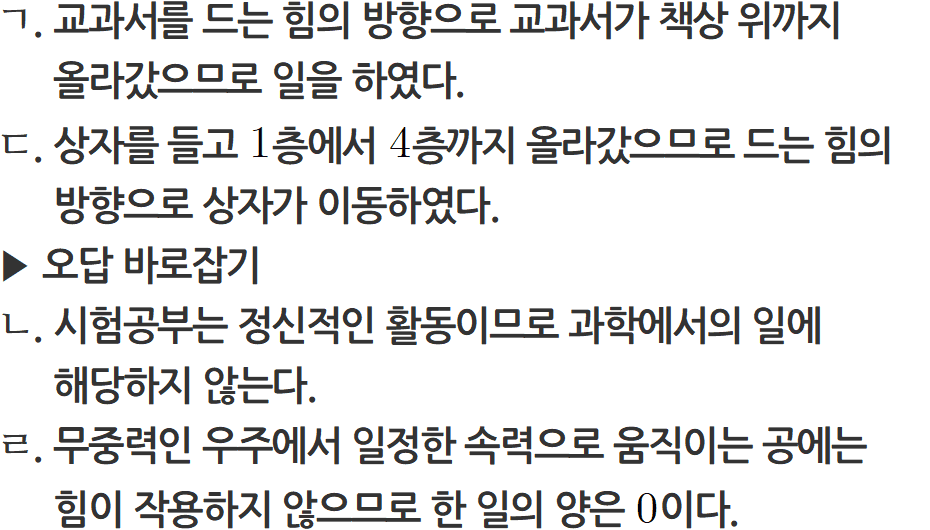 ㄱ. 교과서를 드는 힘의 방향으로 교과서가 책상 위까지
올라갔으므로 일을 하였다.
ㄷ. 상자를 들고 1층에서 4층까지 올라갔으므로 드는 힘의
방향으로 상자가 이동하였다.
▶ 오답 바로잡기
ㄴ. 시험공부는 정신적인 활동이므로 과학에서의 일에
해당하지 않는다.
ㄹ. 무중력인 우주에서 일정한 속력으로 움직이는 공에는
힘이 작용하지 않으므로 한 일의 양은 0이다.